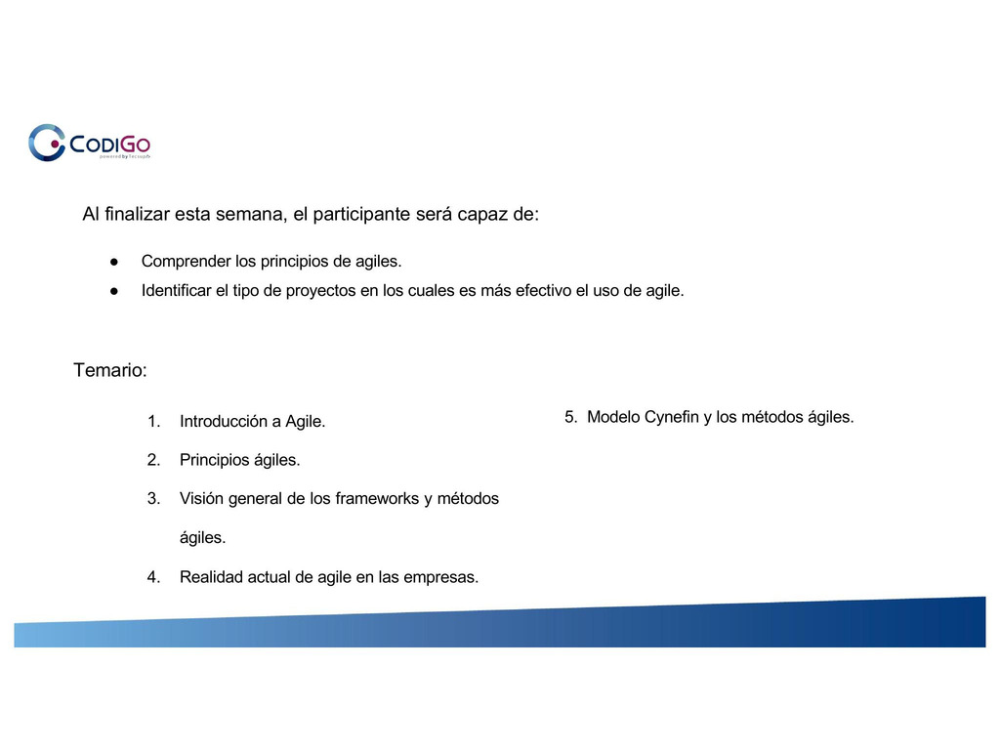 CODIGO
powered by Tecsup
Al finalizar esta semana, el participante será capaz de:
● Comprender los principios de agiles.
● Identificar el tipo de proyectos en los cuales es más efectivo el uso de agile.
Temario:
1. Introducción a Agile.
2. Principios ágiles.
3. Visión general de los frameworks y métodos
ágiles.
4. Realidad actual de agile en las empresas.
5. Modelo Cynefin y los métodos ágiles.